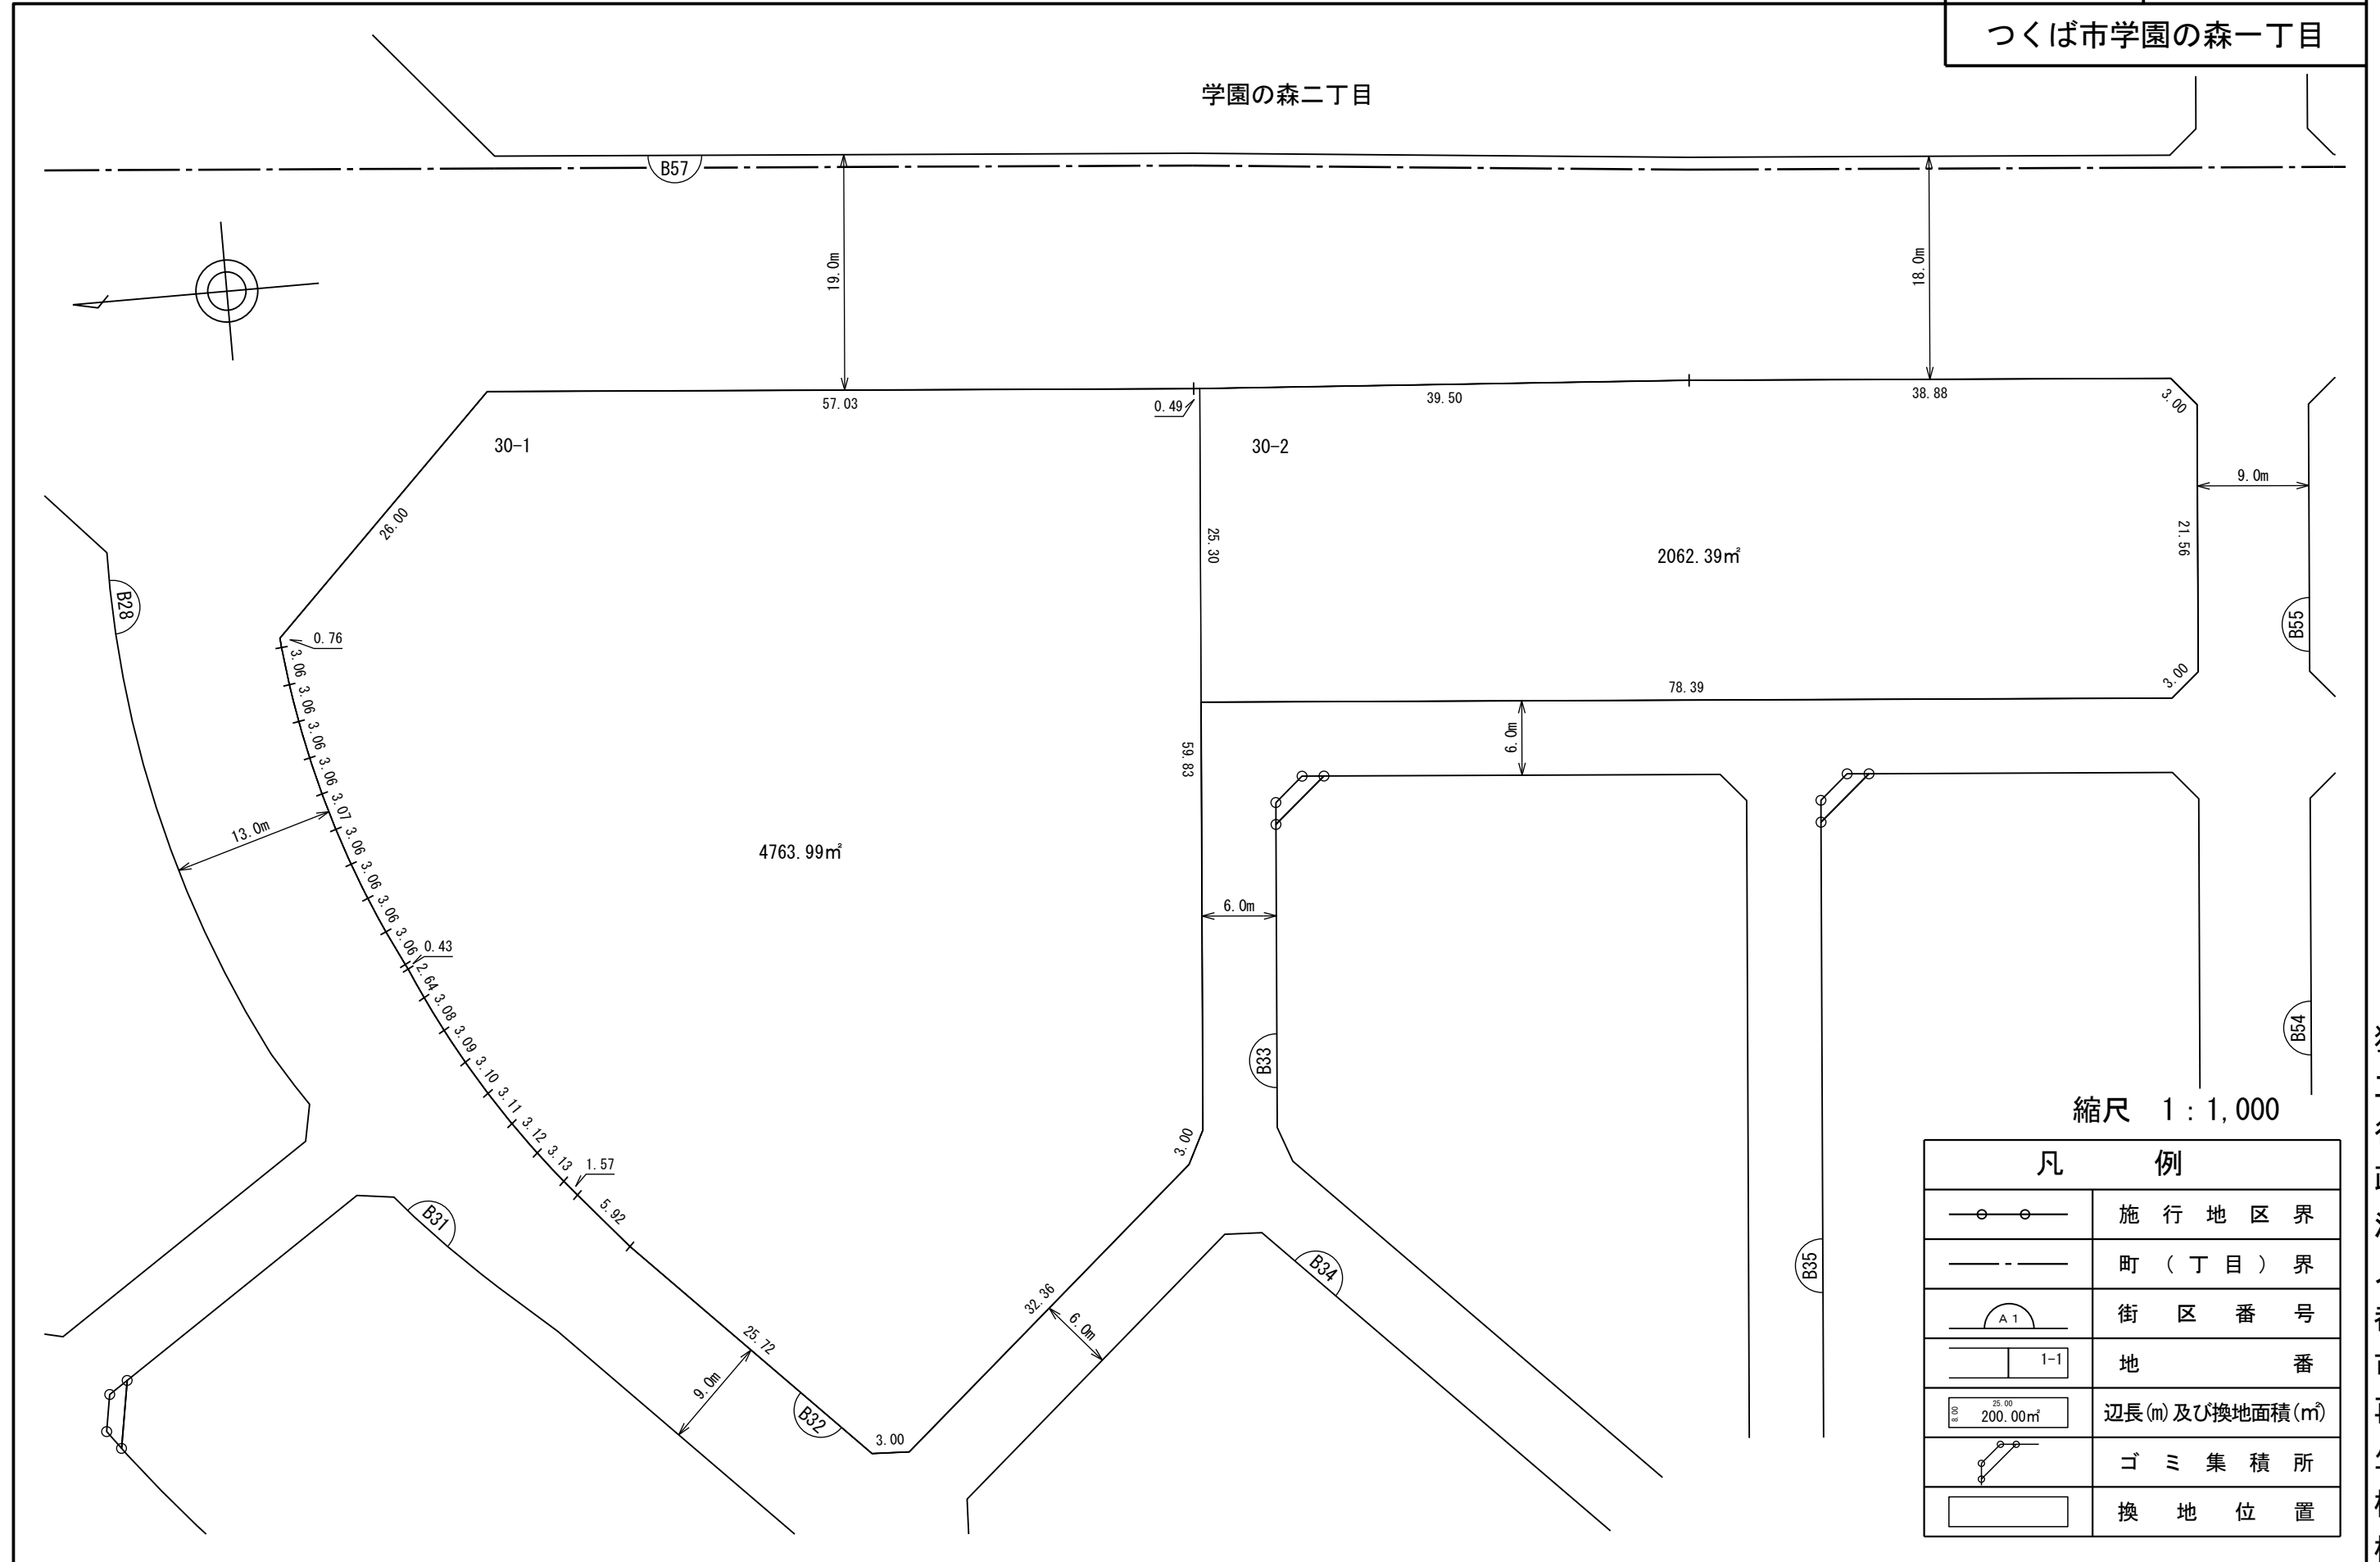 つくば市学園の森一丁目
学園の森二丁目
B57
19.0m
18.0m
57.03
0.49
39.50
38.88
3.00
30-1
30-2
9.0m
26.00
25.30
21.56
2062.39㎡
B28
B55
0.76
3.06
3.06
3.06
3.06
3.07
3.06
3.06
3.06
3.06
0.43
2.64
3.08
3.09
3.10
3.11
3.12
3.13
1.57
5.92
78.39
3.00
6.0m
59.83
13.0m
4763.99㎡
6.0m
B33
B54
3.00
B31
B34
B35
32.36
6.0m
25.72
9.0m
B32
3.00
縮尺 1:1,000
凡 例
施行地区界
町(丁目)界
A1 街区番号
1-1 地番
8.00 25.00 200.00㎡ 辺長(m)及び換地面積(㎡)
ゴミ集積所
換地位置